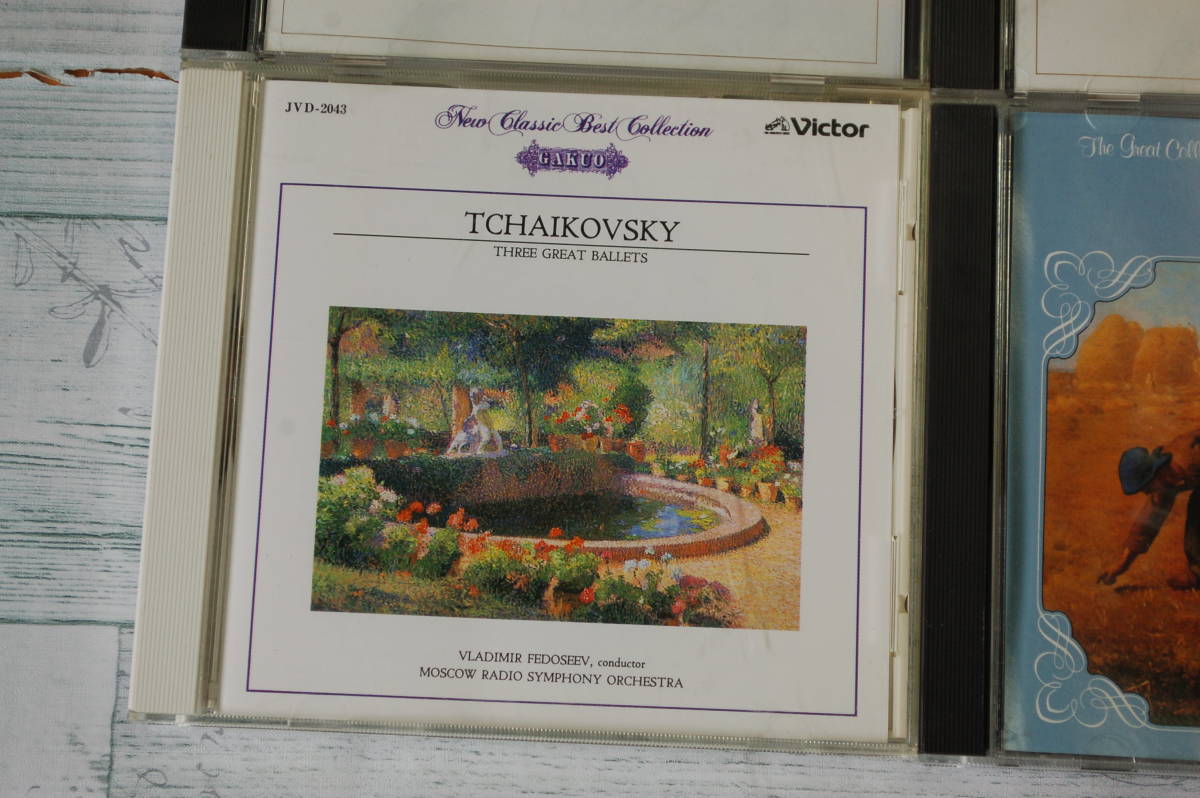 JVD-2043
New Classic Best Collection
GAKUO
Victor
TCHAIKOVSKY
THREE GREAT BALLETS
VLADIMIR FEDOSEEV, conductor
MOSCOW RADIO SYMPHONY ORCHESTRA
The Great